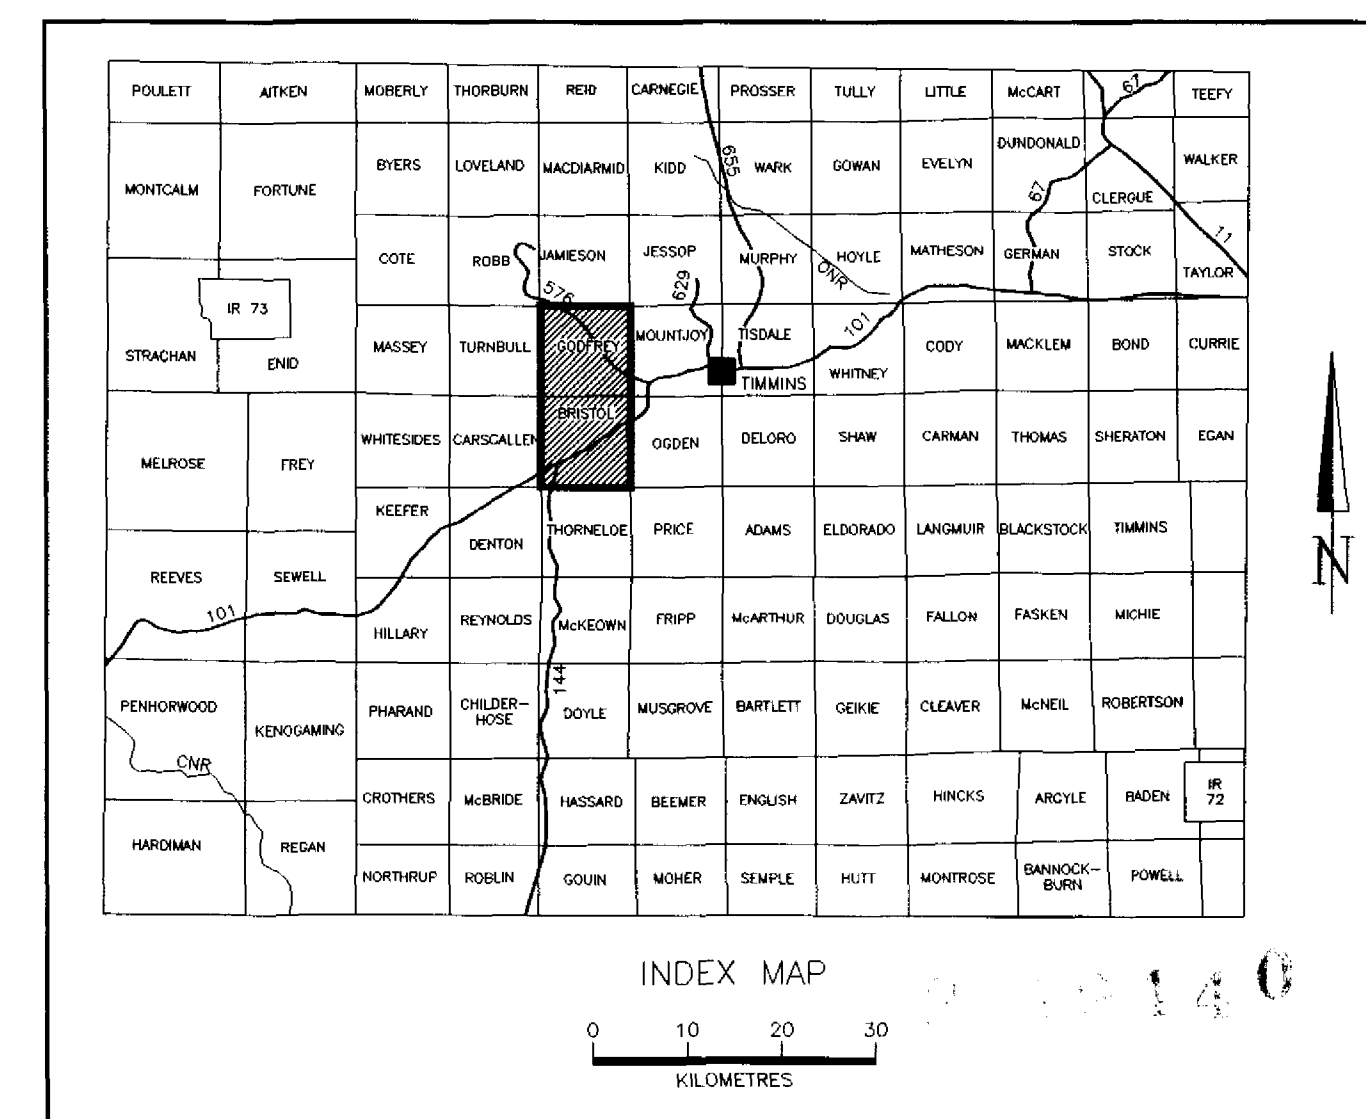 POULETT AITKEN MOBERLY THORBURN REID CARNEGIE PROSSER TULLY LITTLE McCART 67 TEEFY
MONTCALM FORTUNE BYERS LOVELAND MACDIARMID KIDD 655 WARK GOWAN EVELYN DUNDONALD WALKER
67 CLERGUE
COTE ROBB JAMIESON JESSOP MURPHY HOYLE MATHESON GERMAN STOCK 11
TAYLOR
576 629 ONR
IR 73
STRACHAN ENID MASSEY TURNBULL GODFREY MOUNTJOY TISDALE 101 CODY MACKLEM BOND CURRIE
TIMMINS WHITNEY
MELROSE FREY WHITESIDES CARSCALLEN BRISTOL OGDEN DELORO SHAW CARMAN THOMAS SHERATON EGAN
KEEFER DENTON THORNELOE PRICE ADAMS ELDORADO LANGMUIR BLACKSTOCK TIMMINS
REEVES SEWELL
101
HILLARY REYNOLDS McKEOWN FRIPP McARTHUR DOUGLAS FALLON FASKEN MICHIE
144
PENHORWOOD KENOGAMING PHARAND CHILDER-
HOSE DOYLE MUSGROVE BARTLETT GEIKIE CLEAVER McNEIL ROBERTSON
CNR
CROTHERS McBRIDE HASSARD BEEMER ENGLISH ZAVITZ HINCKS ARGYLE BADEN IR
72
HARDIMAN REGAN
NORTHRUP ROBLIN GOUIN MOHER SEMPLE HUTT MONTROSE BANNOCK-
BURN POWELL
N
INDEX MAP
140
0 10 20 30
KILOMETRES